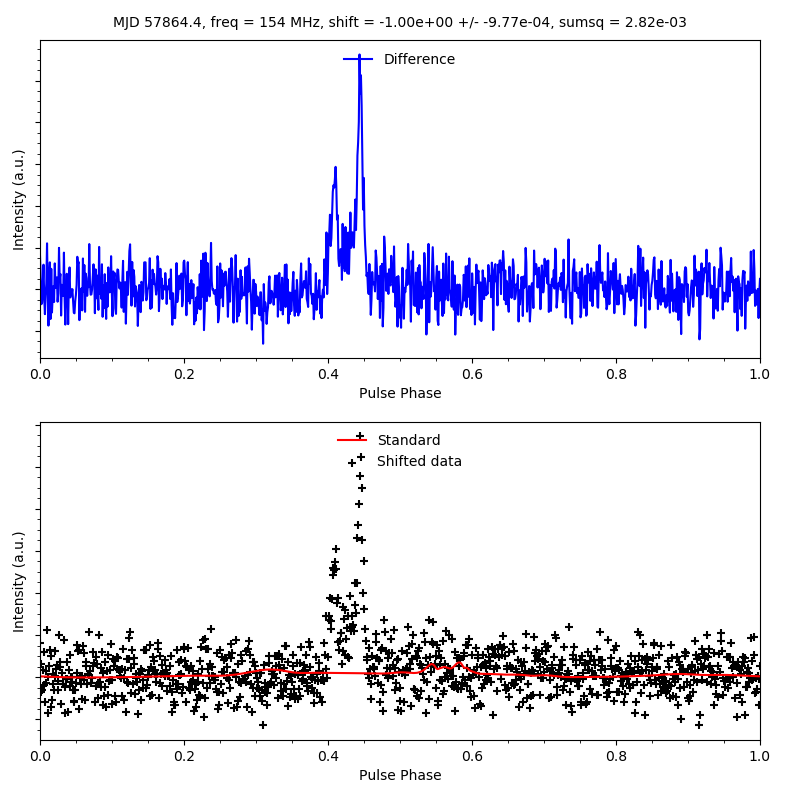 MJD 57864.4, freq = 154 MHz, shift = -1.00e+00 +/- -9.77e-04, sumsq = 2.82e-03
Difference
Intensity (a.u.)
0.0 0.2 0.4 0.6 0.8 1.0
Pulse Phase
Standard
Shifted data
Intensity (a.u.)
0.0 0.2 0.4 0.6 0.8 1.0
Pulse Phase